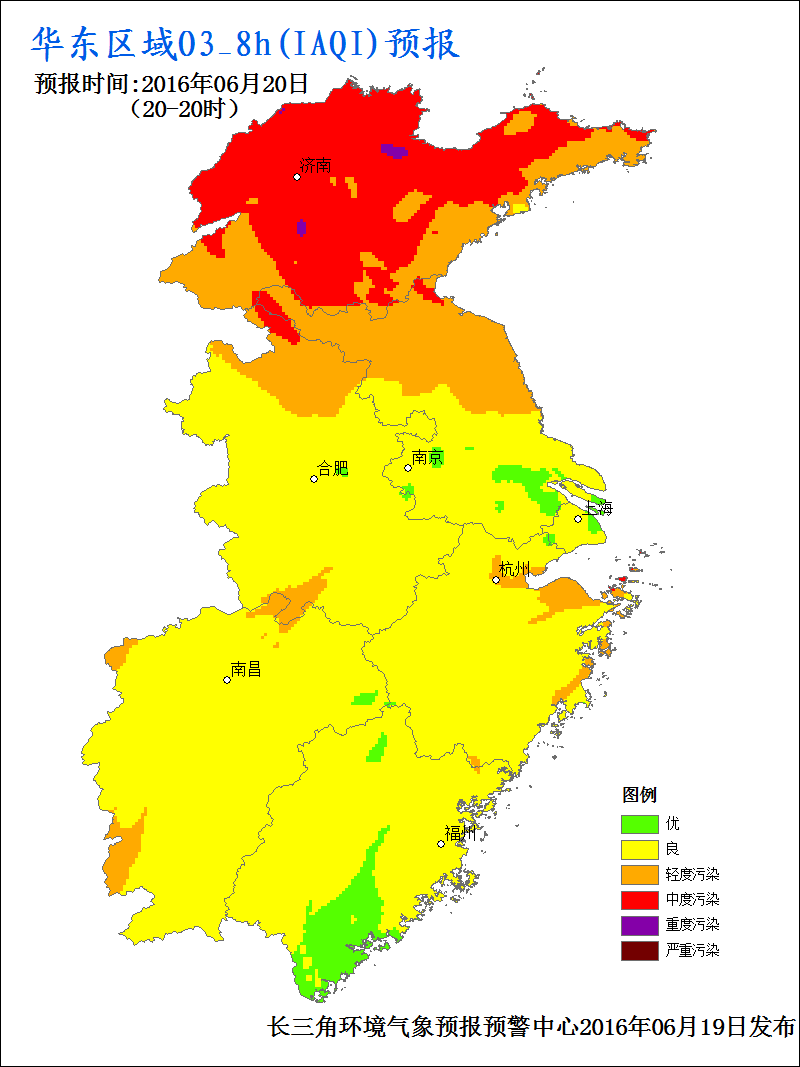 华东区域O3_8h(IAQI)预报
预报时间:2016年06月20日
（20-20时）
济南
南京
合肥
上海
杭州
南昌
福州
图例
优
良
轻度污染
中度污染
重度污染
严重污染
长三角环境气象预报预警中心2016年06月19日发布